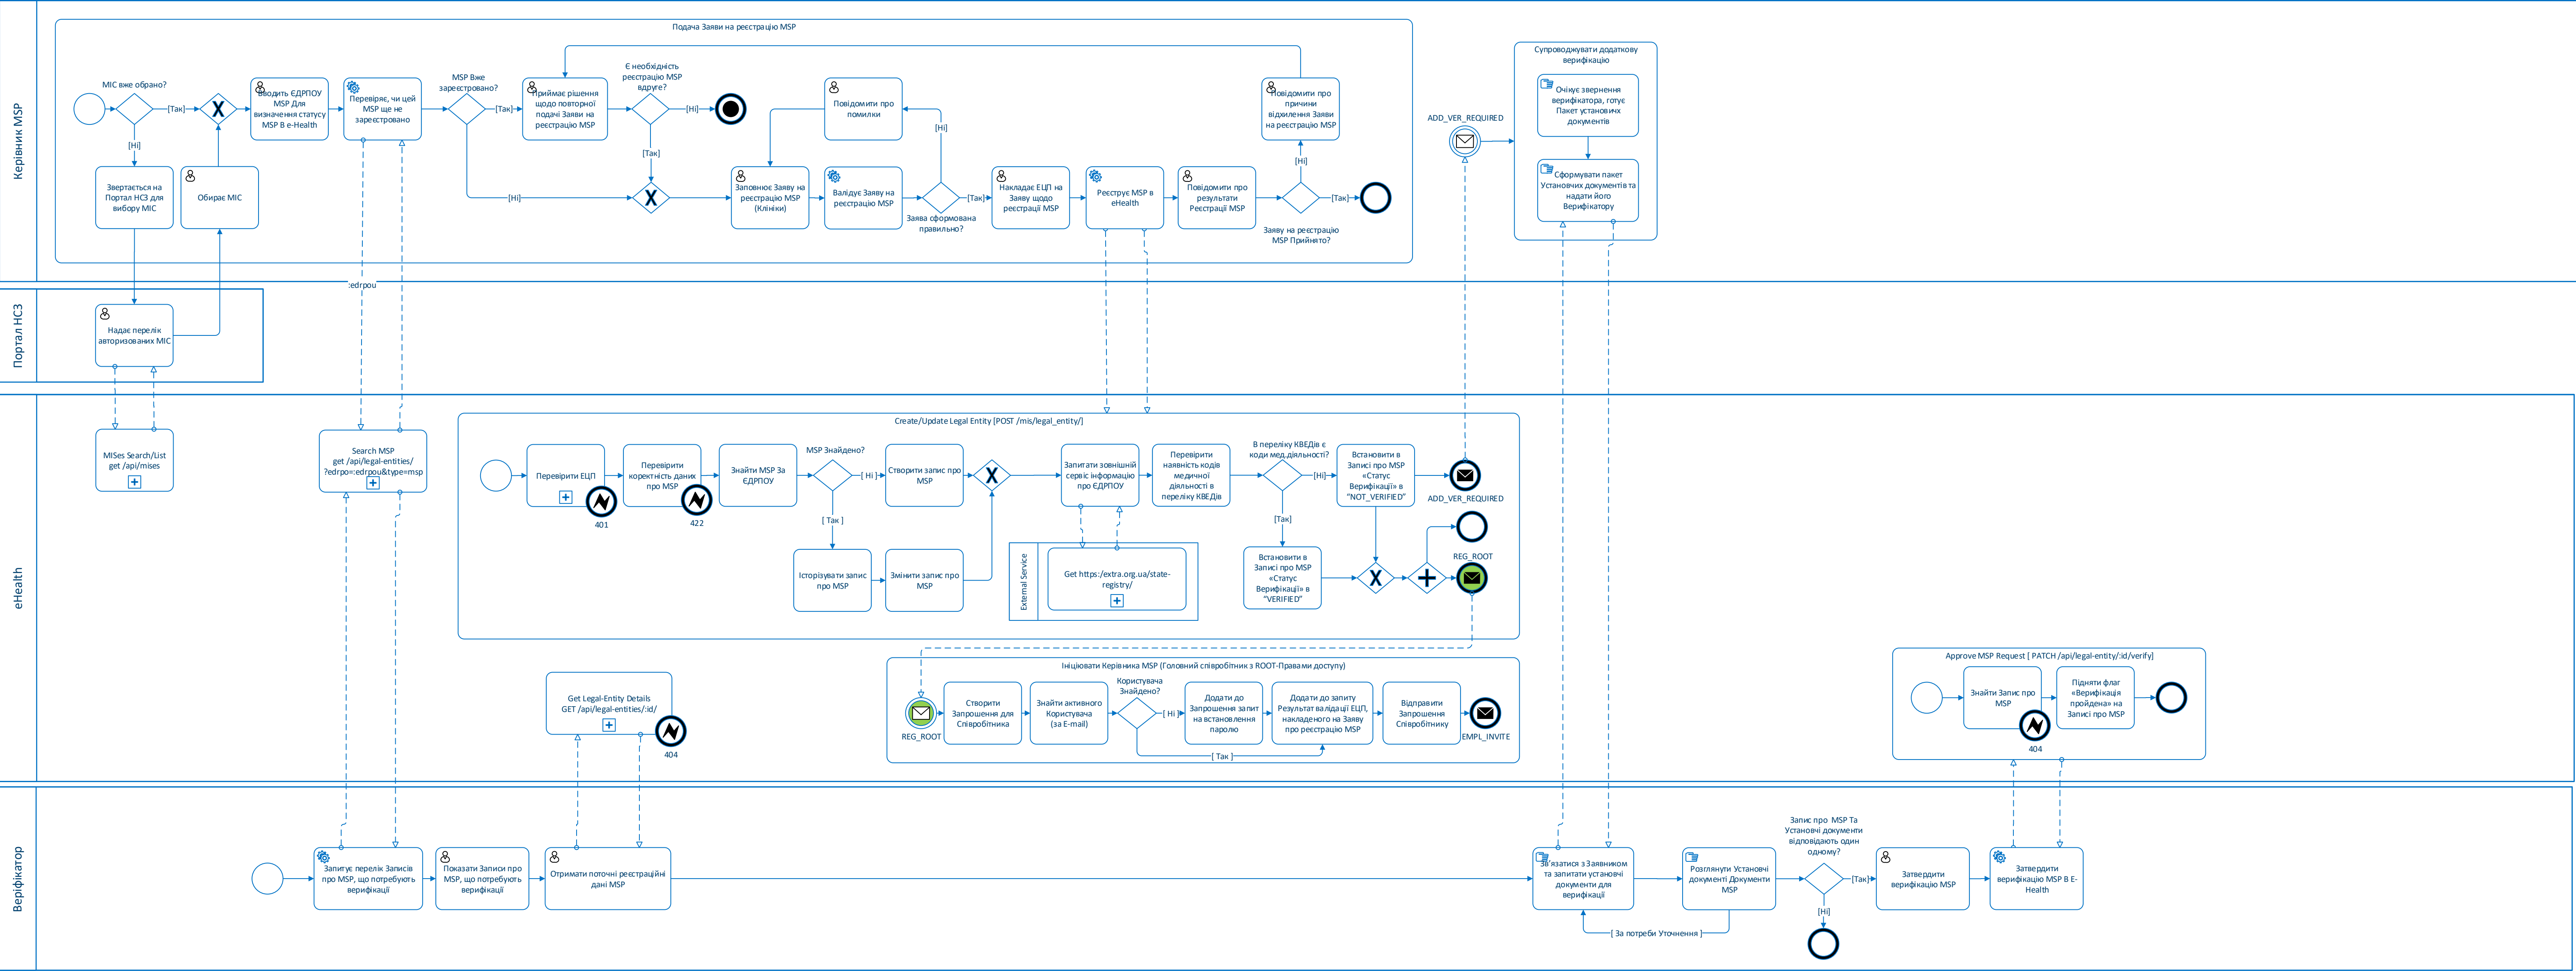 Керівник MSP
Подача Заяви на реєстрацію MSP
МІС вже обрано?
[Так]
[Ні]
Звертається на
Портал НСЗ для
вибору МІС
Обирає МІС
Вводить ЄДРПОУ
MSP Для
визначення статусу
MSP В e-Health
Перевіряє, чи цей
MSP ще не
зареєстровано
MSP Вже
зареєстровано?
[Так]
[Ні]
Приймає рішення
щодо повторної
подачі Заяви на
реєстрацію MSP
Є необхідність
реєстрацію MSP
вдруге?
[Ні]
[Так]
Заповнює Заяву на
реєстрацію MSP
(Клініки)
Повідомити про
помилки
Валідує Заяву на
реєстрацію MSP
[Ні]
Заява сформована
правильно?
[Так]
Накладає ЕЦП на
Заяву щодо
реєстрації MSP
Реєструє MSP в
eHealth
Повідомити про
результати
Реєстрації MSP
Заяву на реєстрацію
MSP Прийнято?
[Ні]
[Так]
Повідомити про
причини
відхилення Заяви
на реєстрацію MSP
ADD_VER_REQUIRED
Супроводжувати додаткову
верифікацію
Очікує звернення
верифікатора, готує
Пакет установичх
документів
Сформувати пакет
Установчих документів та
надати його
Верифікатору
:edrpou
Портал НСЗ
Надає перелік
авторизованих МІС
eHealth
MISes Search/List
get /api/mises
Search MSP
get /api/legal-entities/
?edrpo=:edrpou&type=msp
Create/Update Legal Entity [POST /mis/legal_entity/]
Перевірити ЕЦП
401
Перевірити
коректність даних
про MSP
422
Знайти MSP За
ЄДРПОУ
MSP Знайдено?
[ Ні ]
[ Так ]
Створити запис про
MSP
Історізувати запис
про MSP
Змінити запис про
MSP
Запитати зовнішній
сервіс інформацію
про ЄДРПОУ
External Service
Get https:/extra.org.ua/state-
registry/
Перевірити
наявність кодів
медичної
діяльності в
переліку КВЕДів
В переліку КВЕДів є
коди мед.діяльності?
[Ні]
[Так]
Встановити в
Записі про MSP
«Статус
Верифікації» в
“NOT_VERIFIED”
Встановити в
Записі про MSP
«Статус
Верифікації» в
“VERIFIED”
ADD_VER_REQUIRED
REG_ROOT
Get Legal-Entity Details
GET /api/legal-entities/:id/
404
Ініціювати Керівника MSP (Головний співробітник з ROOT-Правами доступу)
REG_ROOT
Створити
Запрошення для
Співробітника
Знайти активного
Користувача
(за E-mail)
Користувача
Знайдено?
[ Ні ]
[ Так ]
Додати до
Запрошення запит
на встановлення
паролю
Додати до запиту
Результат валідації ЕЦП,
накладеного на Заяву
про реєстрацію MSP
Відправити
Запрошення
Співробітнику
EMPL_INVITE
Approve MSP Request [ PATCH /api/legal-entity/:id/verify]
Знайти Запис про
MSP
404
Підняти флаг
«Верифікація
пройдена» на
Записі про MSP
Веріфікатор
Запитує перелік Записів
про MSP, що потребують
верифікації
Показати Записи про
MSP, що потребують
верифікації
Отримати поточні реєстраційні
дані MSP
Зв’язатися з Заявником
та запитати установчі
документи для
верифікації
[ За потреби Уточнення ]
Розглянути Установчі
документі Документи
MSP
Запис про MSP Та
Установчі документи
відповідають один
одному?
[Так]
[Ні]
Затвердити
верифікацію MSP
Затвердити
верифікацію MSP В E-
Health